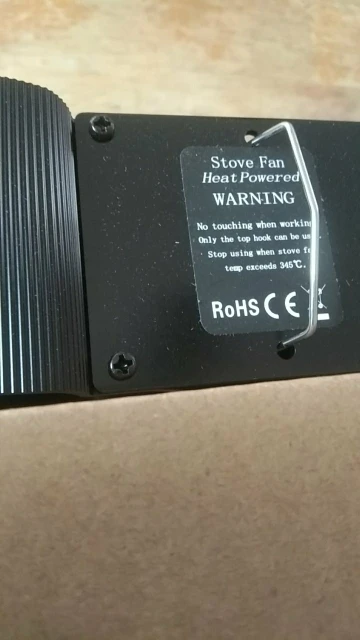 Stove Fan
Heat Powered
WARNING
No touching when working
Only the top hook can be
Stop using when stove
temp exceeds 345℃.
RoHS CE